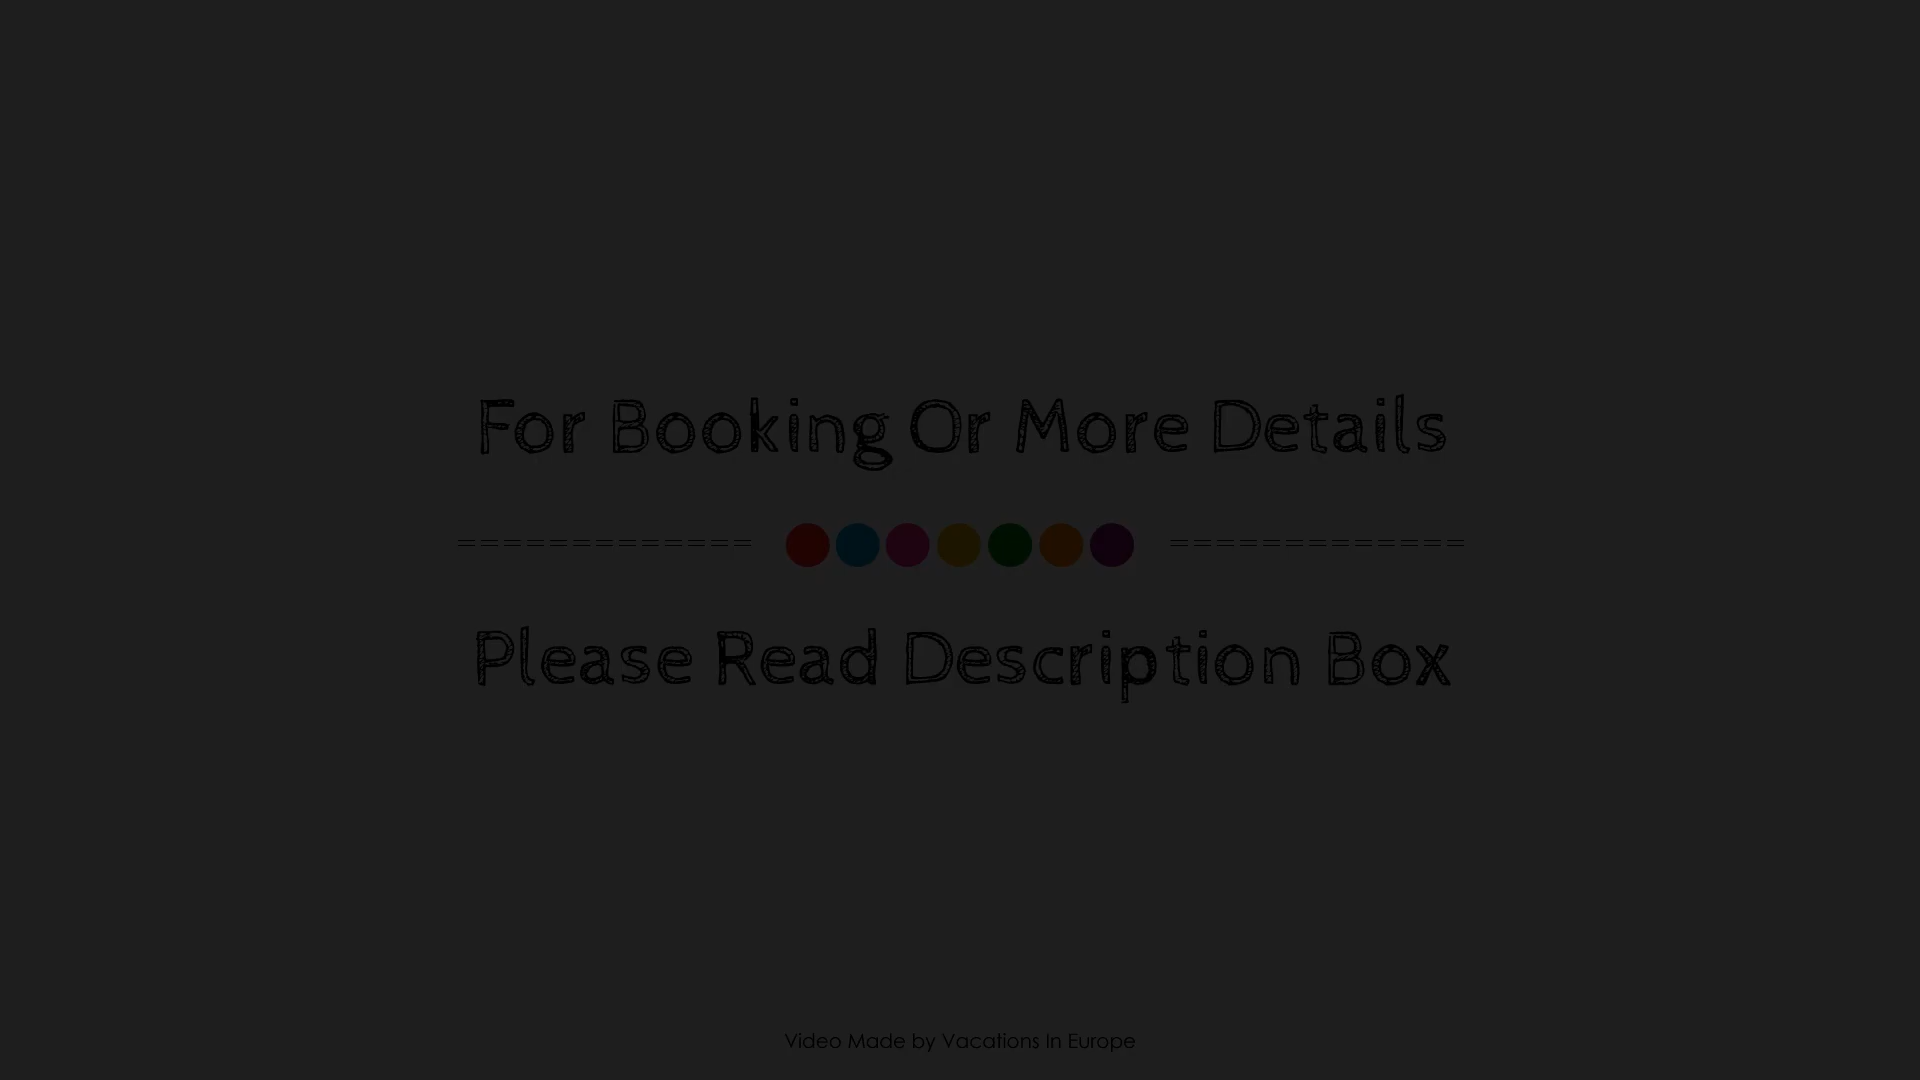 For Booking Or More Details
============= =============
Please Read Description Box
Video Made by Vacations In Europe